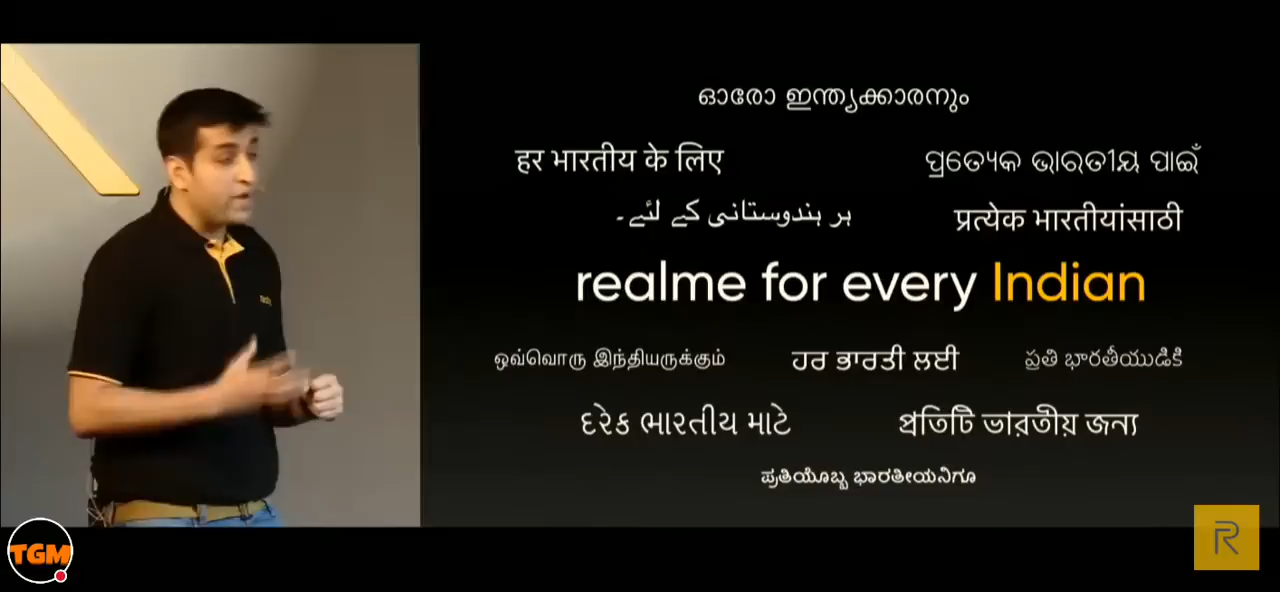 ഓരോ ഇന്ത്യക്കാരനും
हर भारतीय के लिए
ପ୍ରତ୍ୟେକ ଭାରତୀୟ ପାଇଁ
ہر ہندوستانی کے لئے۔
प्रत्येक भारतीयांसाठी
realme for every Indian
ஒவ்வொரு இந்தியருக்கும்
ਹਰ ਭਾਰਤੀ ਲਈ
ప్రతి భారతీయుడికి
દરેક ભારતીય માટે
প্রতিটি ভারতীয় জন্য
ಪ್ರತಿಯೊಬ್ಬ ಭಾರತೀಯನಿಗೂ
TGM
R